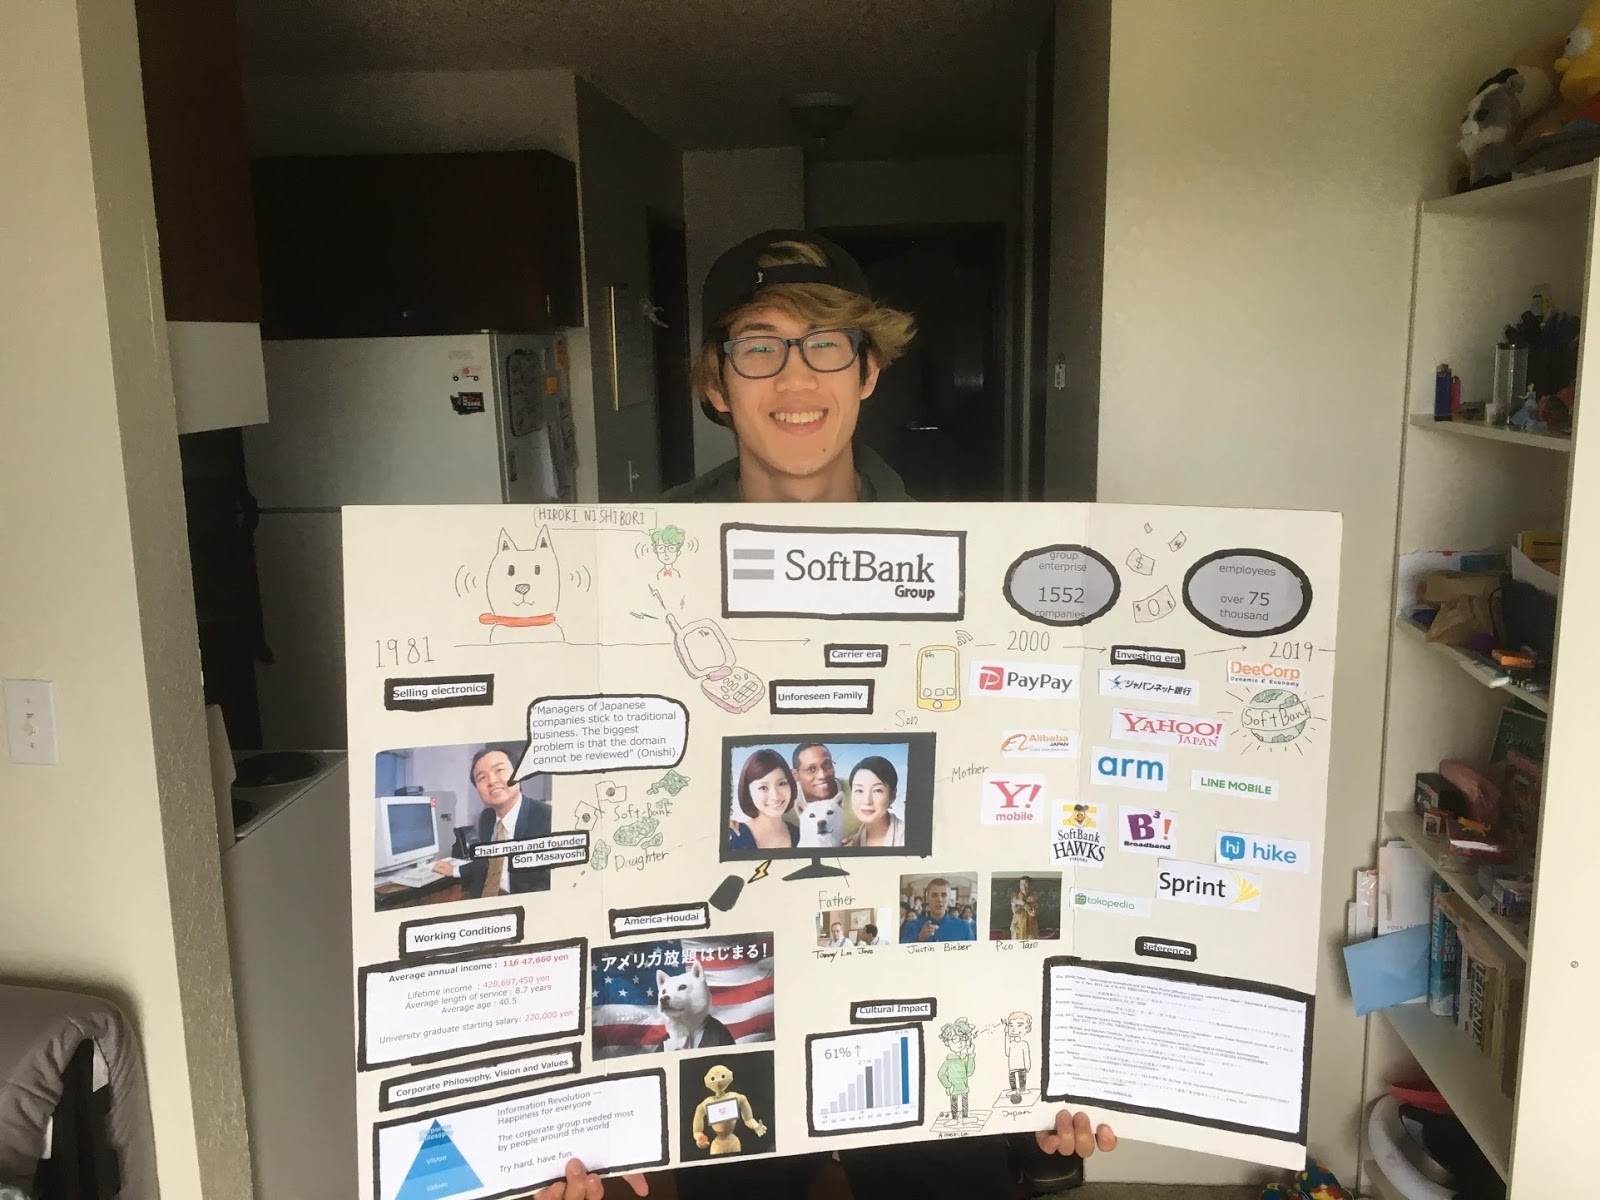 HIROKI NISHIBORI
SoftBank
Group
group
enterprise
1552
companies
employees
over 75
thousand
1981
2000
2019
Selling electronics
Carrier era
Investing era
Unforeseen Family
"Managers of Japanese
companies stick to traditional
business. The biggest
problem is that the domain
cannot be reviewed" (Onishi).
Chair man and founder
Son Masayoshi
Soft-Bank
Daughter
Son
Mother
Father
Tommy Lee Jones
Justin Bieber
Pico Taro
PayPay
ジャパンネット銀行
DeeCorp
Dynamic E Economy
SoftBank
YAHOO!
JAPAN
Alibaba
JAPAN
arm
LINE MOBILE
Y!
mobile
SoftBank
HAWKS
B³!
Broadband
hi hike
Sprint
tokopedia
Working Conditions
Average annual income : 116 47,660 yen
Lifetime income : 428,697,450 yen
Average length of service : 8.7 years
Average age : 40.5
University graduate starting salary: 220,000 yen
America-Houdai
アメリカ放題はじまる!
Corporate Philosophy, Vision and Values
Vision
Values
Information Revolution —
Happiness for everyone
The corporate group needed most
by people around the world
Try hard, have fun
Cultural Impact
61% ↑
America
Japan
Reference